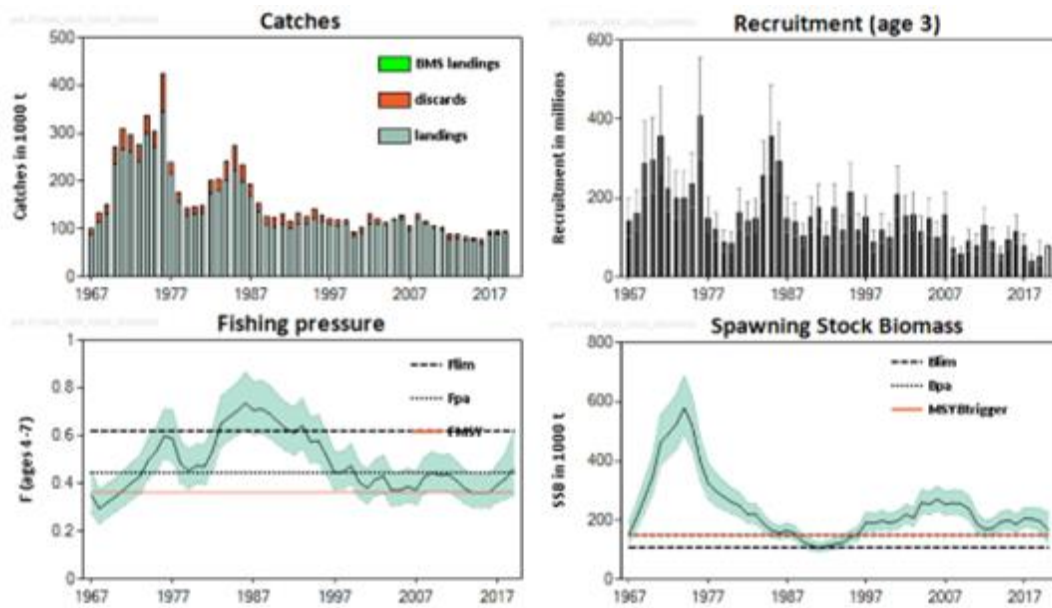 Catches
500
400
300
200
100
0
Catches in 1000 t
BMS landings
discards
landings
1967 1977 1987 1997 2007 2017
Recruitment (age 3)
600
400
200
0
Recruitment in millions
1967 1977 1987 1997 2007 2017
Fishing pressure
1
0.8
0.6
0.4
0.2
0
F (ages 4-7)
Flim
Fpa
FMSY
1967 1977 1987 1997 2007 2017
Spawning Stock Biomass
800
600
400
200
0
SSB in 1000 t
Blim
Bpa
MSYBtrigger
1967 1977 1987 1997 2007 2017